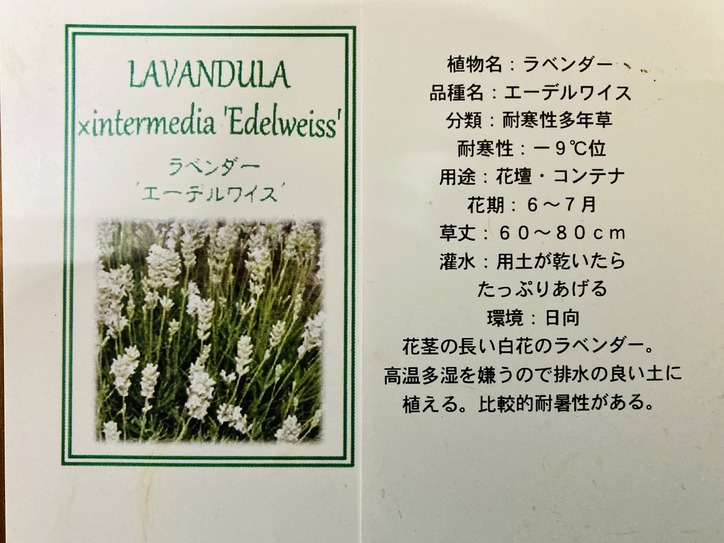 LAVANDULA
×intermedia 'Edelweiss'
ラベンダー
'エーデルワイス'
植物名：ラベンダー
品種名：エーデルワイス
分類：耐寒性多年草
耐寒性：－９℃位
用途：花壇・コンテナ
花期：６～７月
草丈：６０～８０ｃｍ
灌水：用土が乾いたら
たっぷりあげる
環境：日向
花茎の長い白花のラベンダー。
高温多湿を嫌うので排水の良い土に
植える。比較的耐暑性がある。